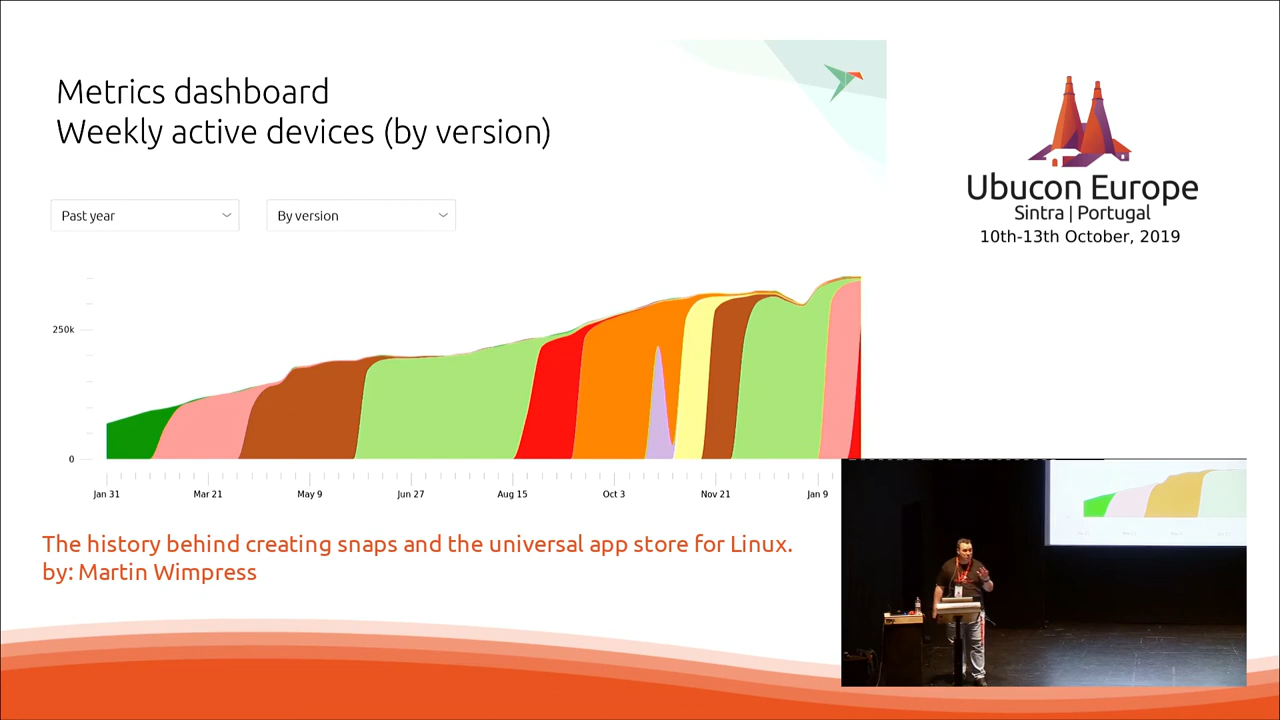 Metrics dashboard
Weekly active devices (by version)
Past year
By version
250k
0
Jan 31
Mar 21
May 9
Jun 27
Aug 15
Oct 3
Nov 21
Jan 9
Ubucon Europe
Sintra | Portugal
10th-13th October, 2019
The history behind creating snaps and the universal app store for Linux.
by: Martin Wimpress